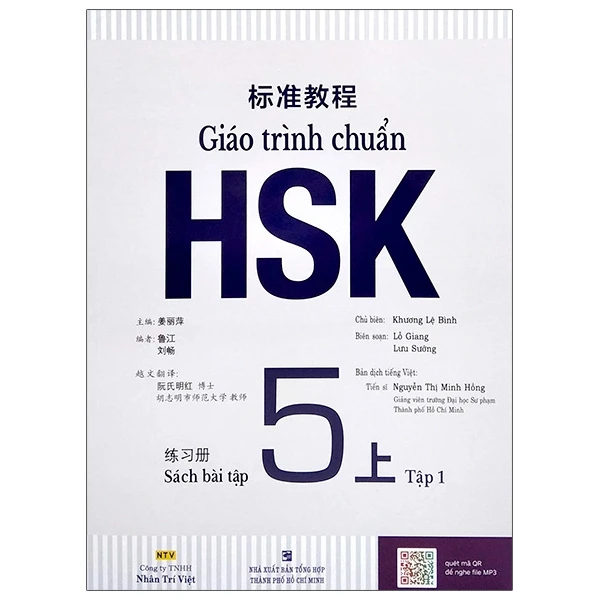 标准教程
Giáo trình chuẩn
HSK
主编: 姜丽萍
编者: 鲁江
刘畅
越文翻译:
阮氏明红 博士
胡志明市师范大学 教师
Chủ biên: Khương Lệ Bình
Biên soạn: Lỗ Giang
Lưu Sướng
Bản dịch tiếng Việt:
Tiến sĩ Nguyễn Thị Minh Hồng
Giảng viên trường Đại học Sư phạm
Thành phố Hồ Chí Minh
练习册
Sách bài tập
5 上 Tập 1
NTV
Công ty TNHH
Nhân Trí Việt
NHÀ XUẤT BẢN TỔNG HỢP
THÀNH PHỐ HỒ CHÍ MINH
quét mã QR
để nghe file MP3